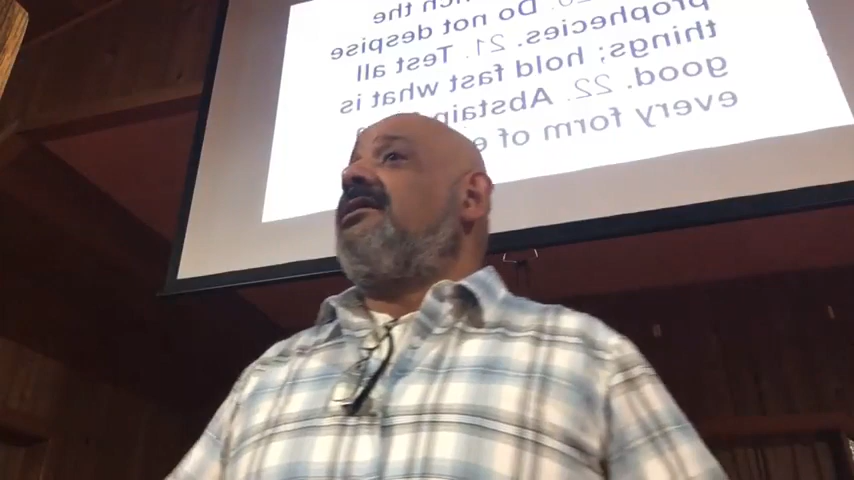 the
20. Do not despise
prophecies. 21. Test all
things; hold fast what is
good. 22. Abstain
every form of